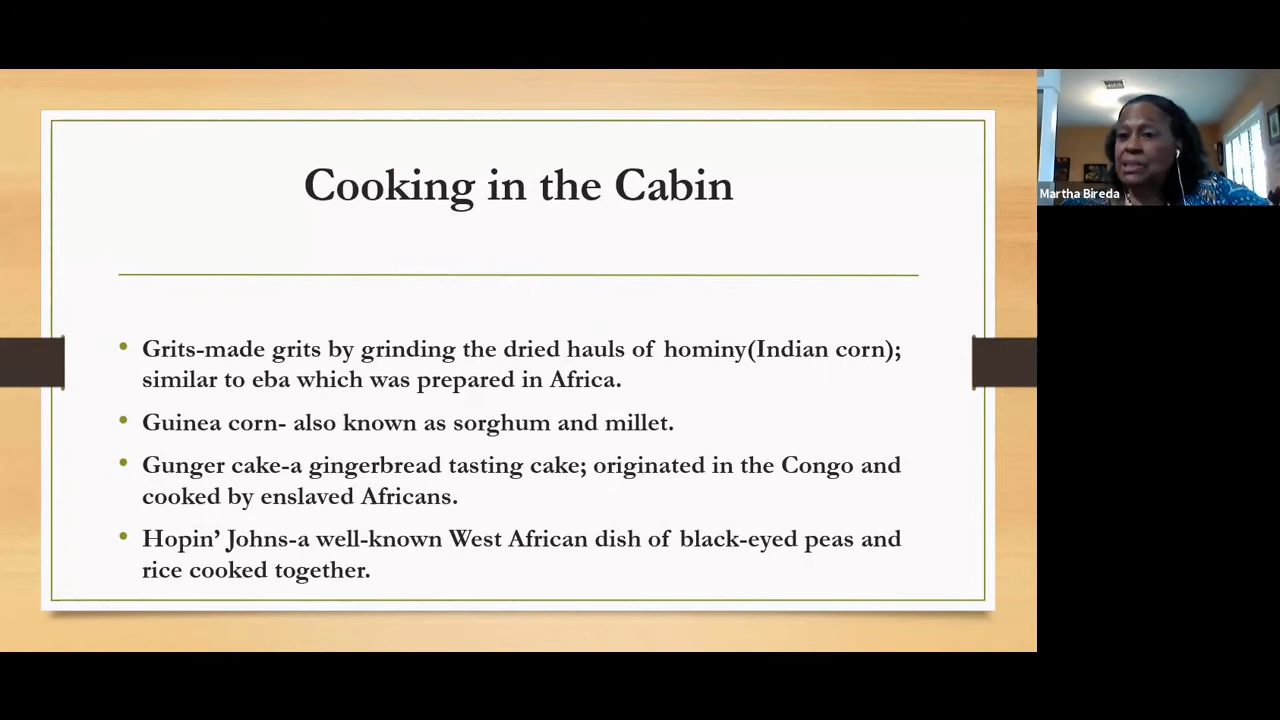 Cooking in the Cabin
Martha Bireda
• Grits-made grits by grinding the dried hauls of hominy(Indian corn);
similar to eba which was prepared in Africa.
• Guinea corn- also known as sorghum and millet.
• Gunger cake-a gingerbread tasting cake; originated in the Congo and
cooked by enslaved Africans.
• Hopin’ Johns-a well-known West African dish of black-eyed peas and
rice cooked together.